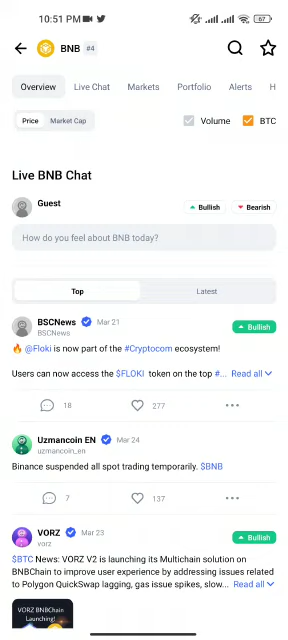 10:51 PM
67
BNB #4
Overview Live Chat Markets Portfolio Alerts H
Price Market Cap Volume BTC
Live BNB Chat
Guest Bullish Bearish
How do you feel about BNB today?
Top Latest
BSCNews Mar 21
BSCNews
Bullish
🔥 @Floki is now part of the #Cryptocom ecosystem!
Users can now access the $FLOKI token on the top #... Read all
18 277
Uzmancoin EN Mar 24
uzmancoin_en
Binance suspended all spot trading temporarily. $BNB
7 137
VORZ Mar 23
vorz
Bullish
$BTC News: VORZ V2 is launching its Multichain solution on
BNBChain to improve user experience by addressing issues related
to Polygon QuickSwap lagging, gas issue spikes, slow... Read all
VORZ BNBChain
Launching!